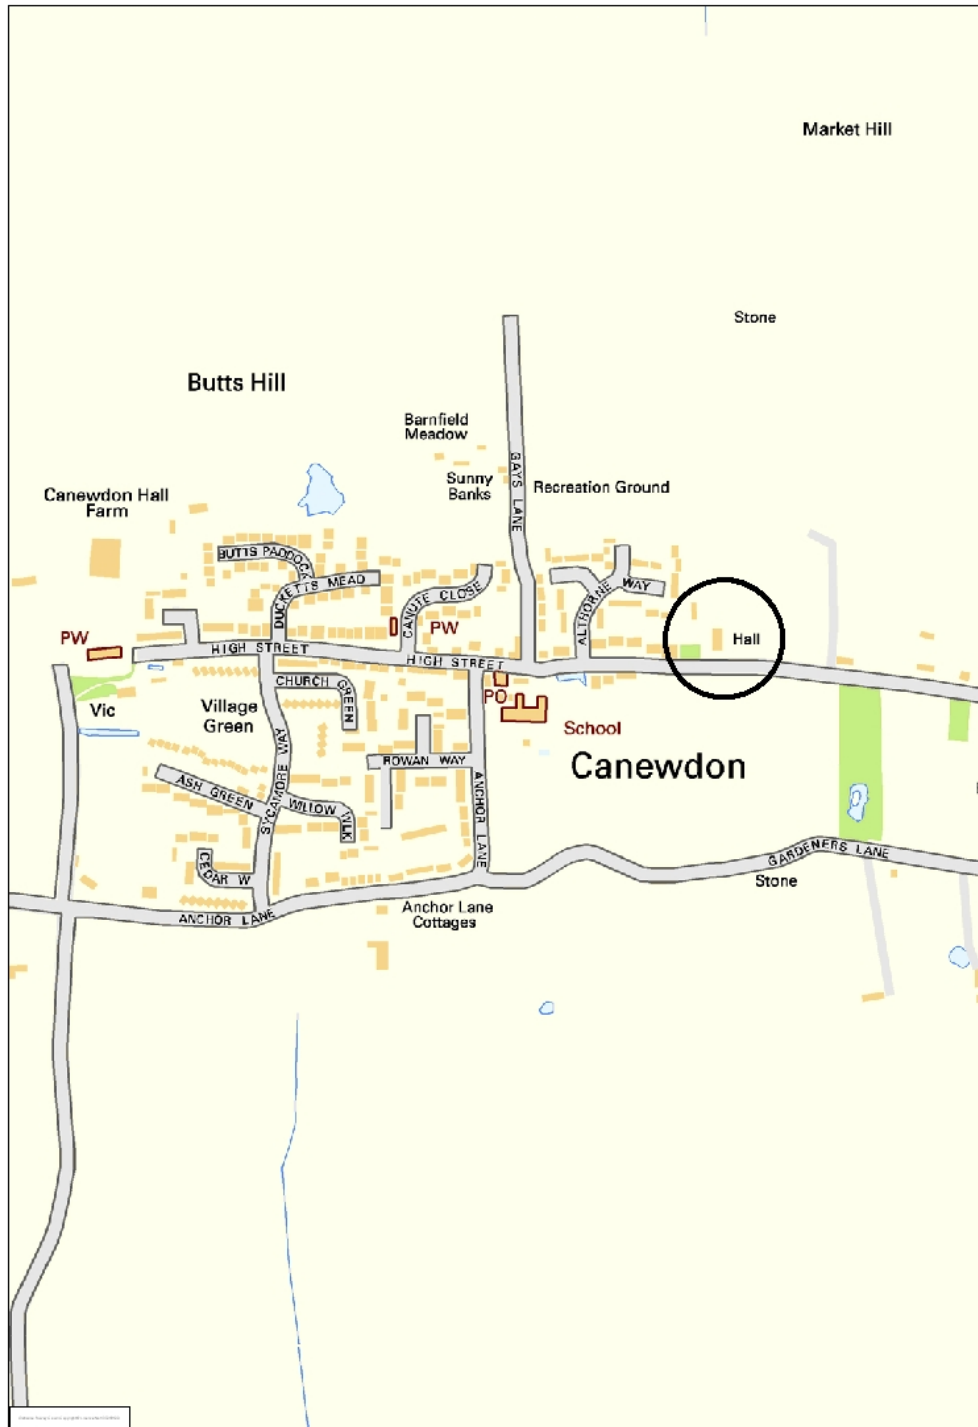 Market Hill
Stone
Butts Hill
Barnfield
Meadow
GAYS LANE
Sunny
Banks
Recreation Ground
Canewdon Hall
Farm
BUTTS PADDOCK
DUCKETTS MEAD
CANUTE CLOSE
ALTHORNE WAY
PW
PW
Hall
HIGH STREET
HIGH STREET
CHURCH GREEN
PO
Vic
Village
Green
School
SYCAMORE WAY
ROWAN WAY
Canewdon
ASH GREEN
WILLOW WLK
ANCHOR LANE
CEDAR W
GARDENERS LANE
Stone
ANCHOR LANE
Anchor Lane
Cottages